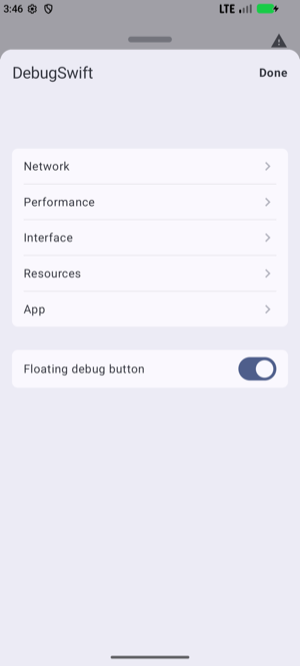 3:46
LTE
DebugSwift
Done
Network
Performance
Interface
Resources
App
Floating debug button